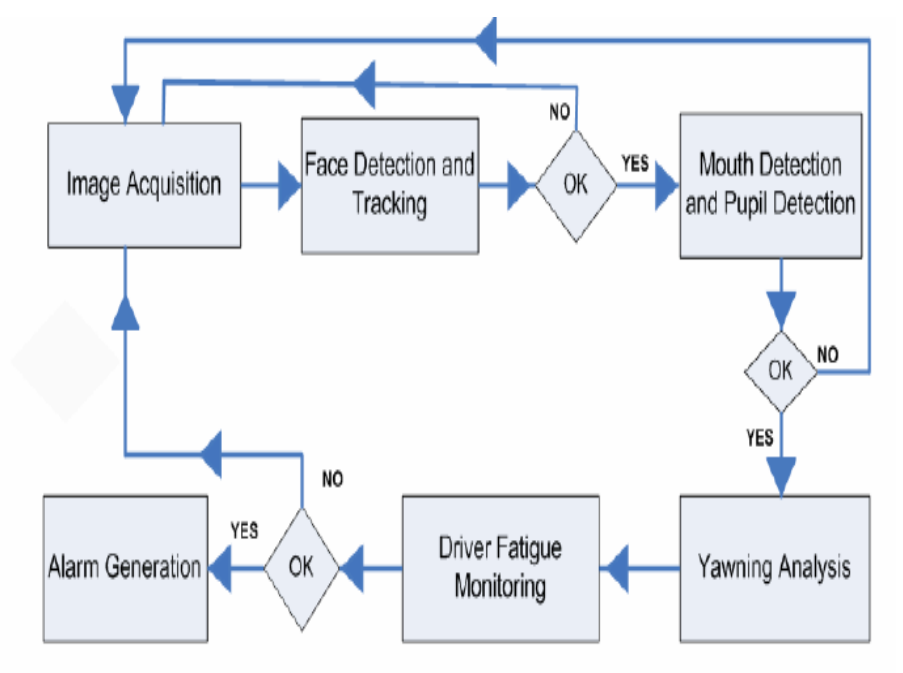 NO
Image Acquisition
Face Detection and
Tracking
OK
YES
Mouth Detection
and Pupil Detection
OK
NO
YES
Yawning Analysis
Driver Fatigue
Monitoring
NO
OK
YES
Alarm Generation